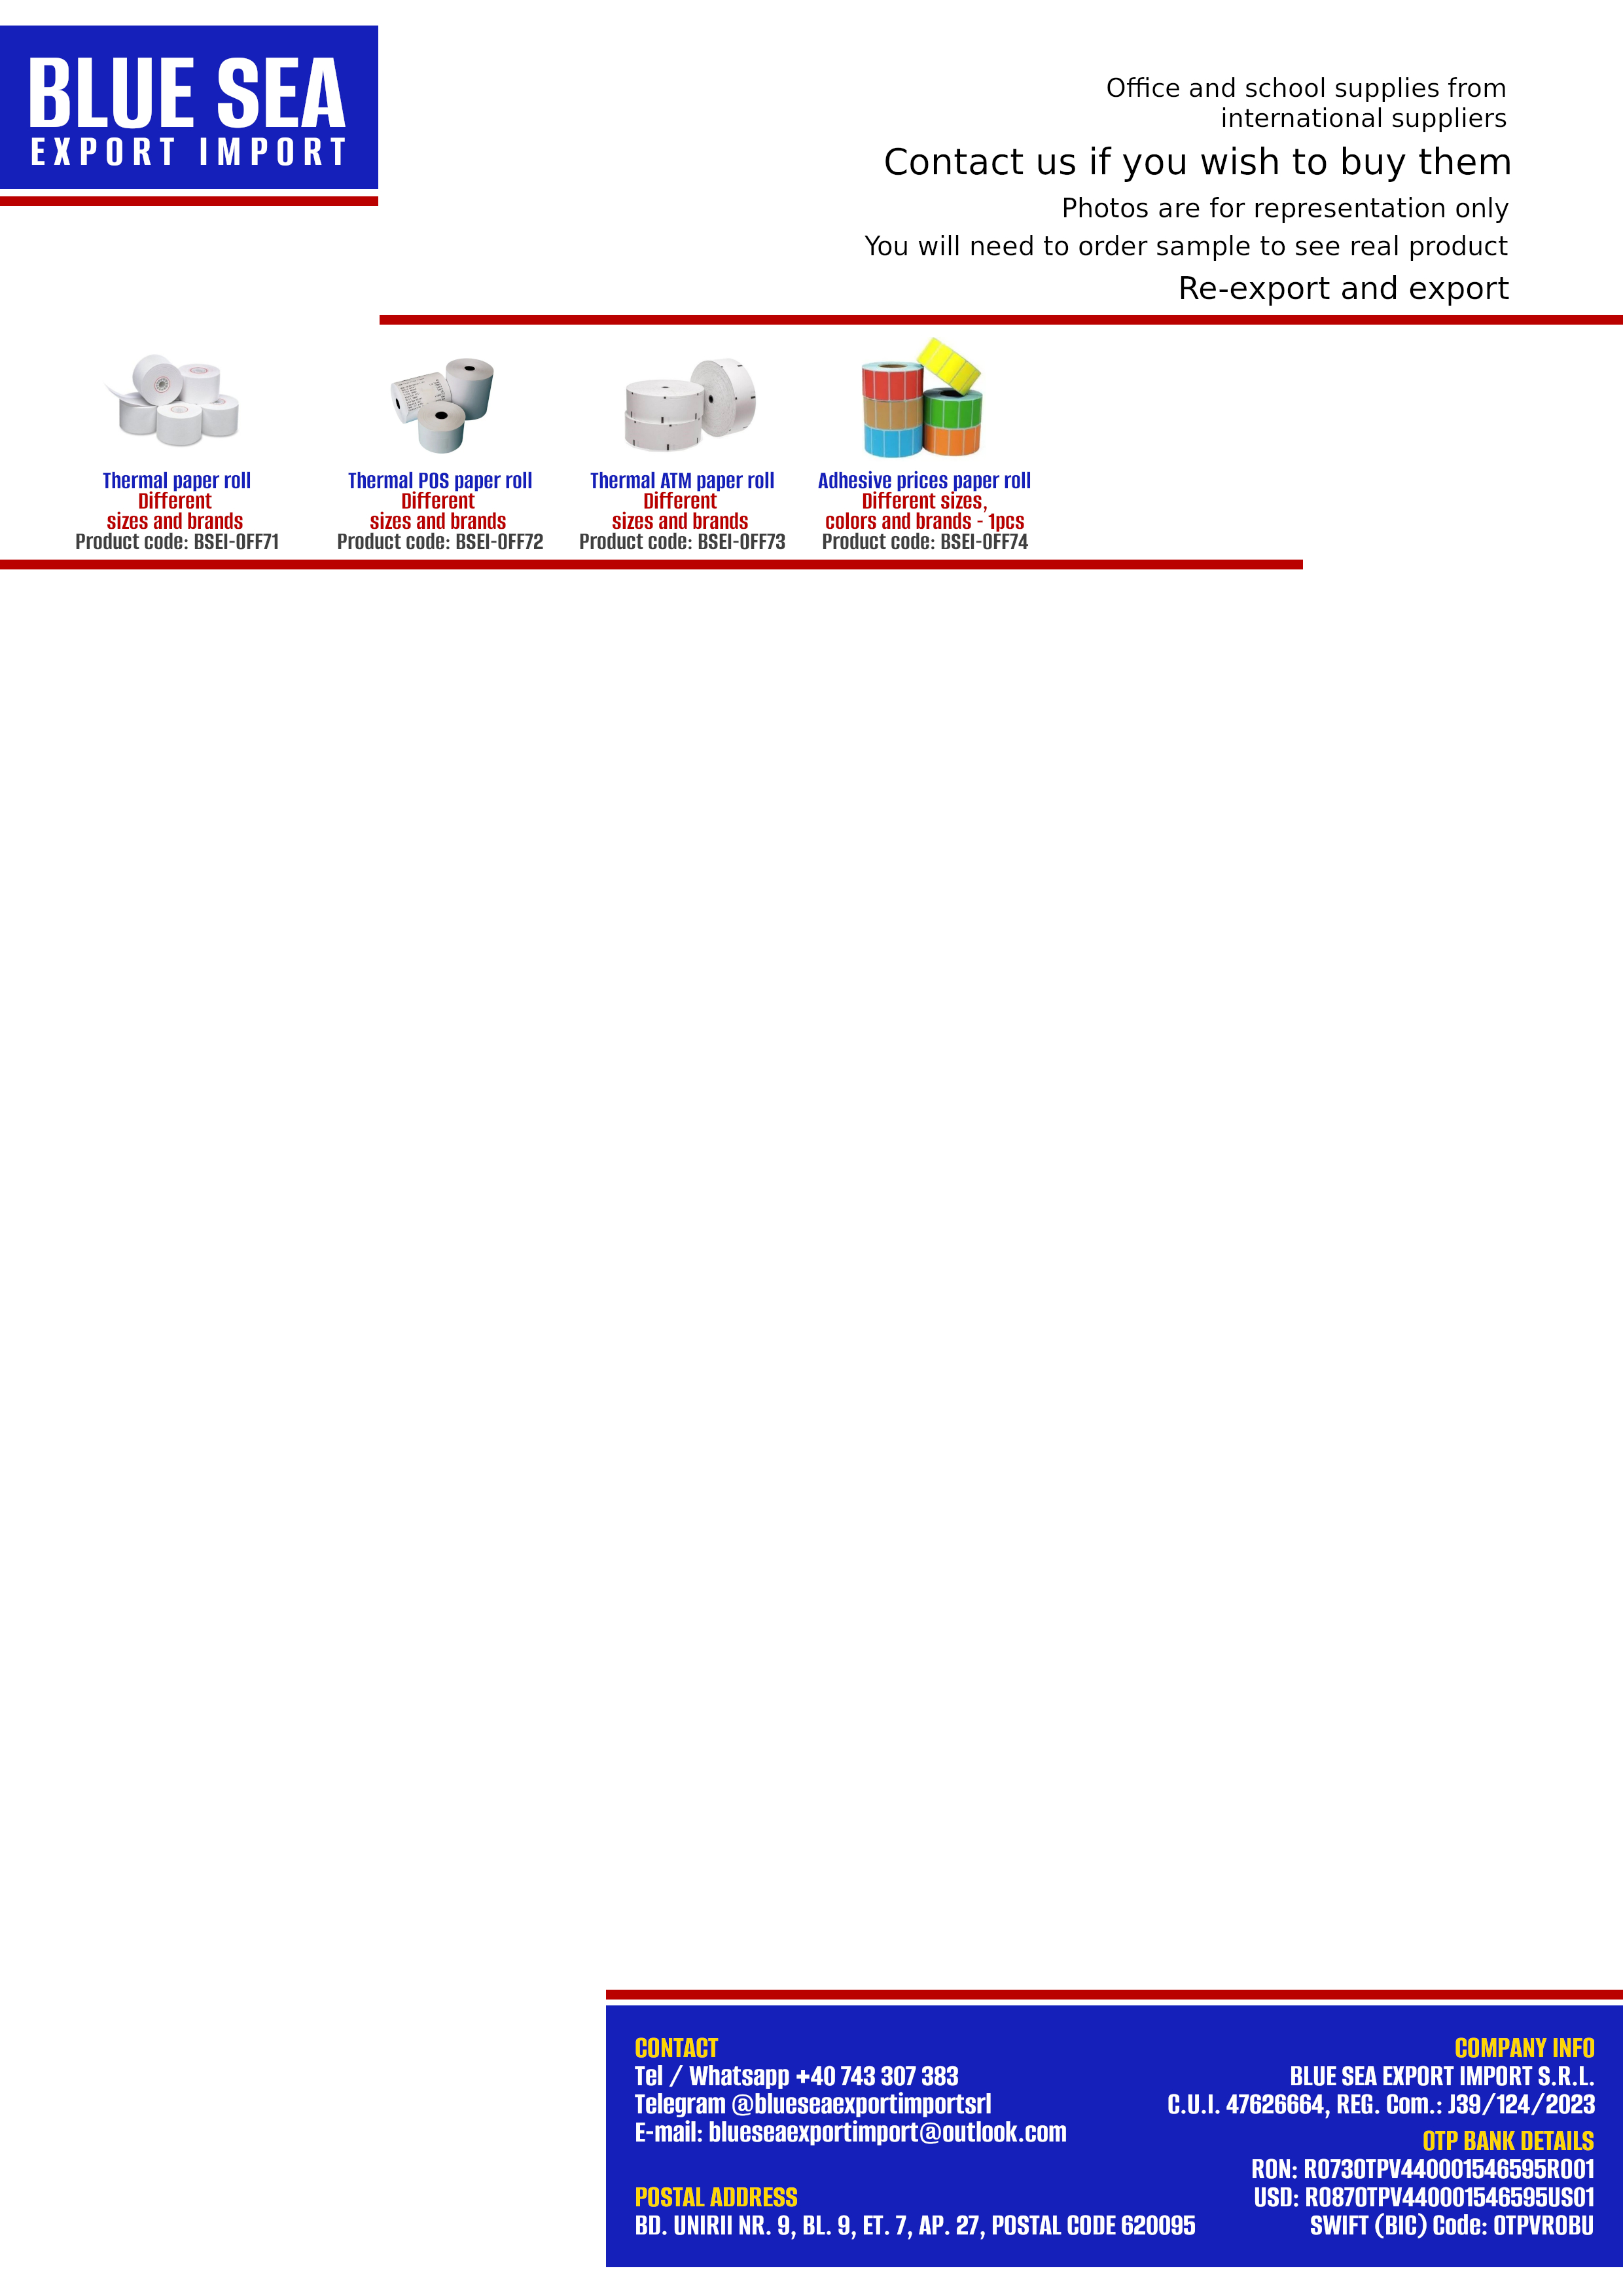 BLUE SEA
EXPORT IMPORT
Office and school supplies from
international suppliers
Contact us if you wish to buy them
Photos are for representation only
You will need to order sample to see real product
Re-export and export
Thermal paper roll
Different
sizes and brands
Product code: BSEI-OFF71
Thermal POS paper roll
Different
sizes and brands
Product code: BSEI-OFF72
Thermal ATM paper roll
Different
sizes and brands
Product code: BSEI-OFF73
Adhesive prices paper roll
Different sizes,
colors and brands - 1pcs
Product code: BSEI-OFF74
CONTACT
Tel / Whatsapp +40 743 307 383
Telegram @blueseaexportimportsrl
E-mail: blueseaexportimport@outlook.com
POSTAL ADDRESS
BD. UNIRII NR. 9, BL. 9, ET. 7, AP. 27, POSTAL CODE 620095
COMPANY INFO
BLUE SEA EXPORT IMPORT S.R.L.
C.U.I. 47626664, REG. Com.: J39/124/2023
OTP BANK DETAILS
RON: RO73OTPV440001546595RO01
USD: RO87OTPV440001546595US01
SWIFT (BIC) Code: OTPVROBU